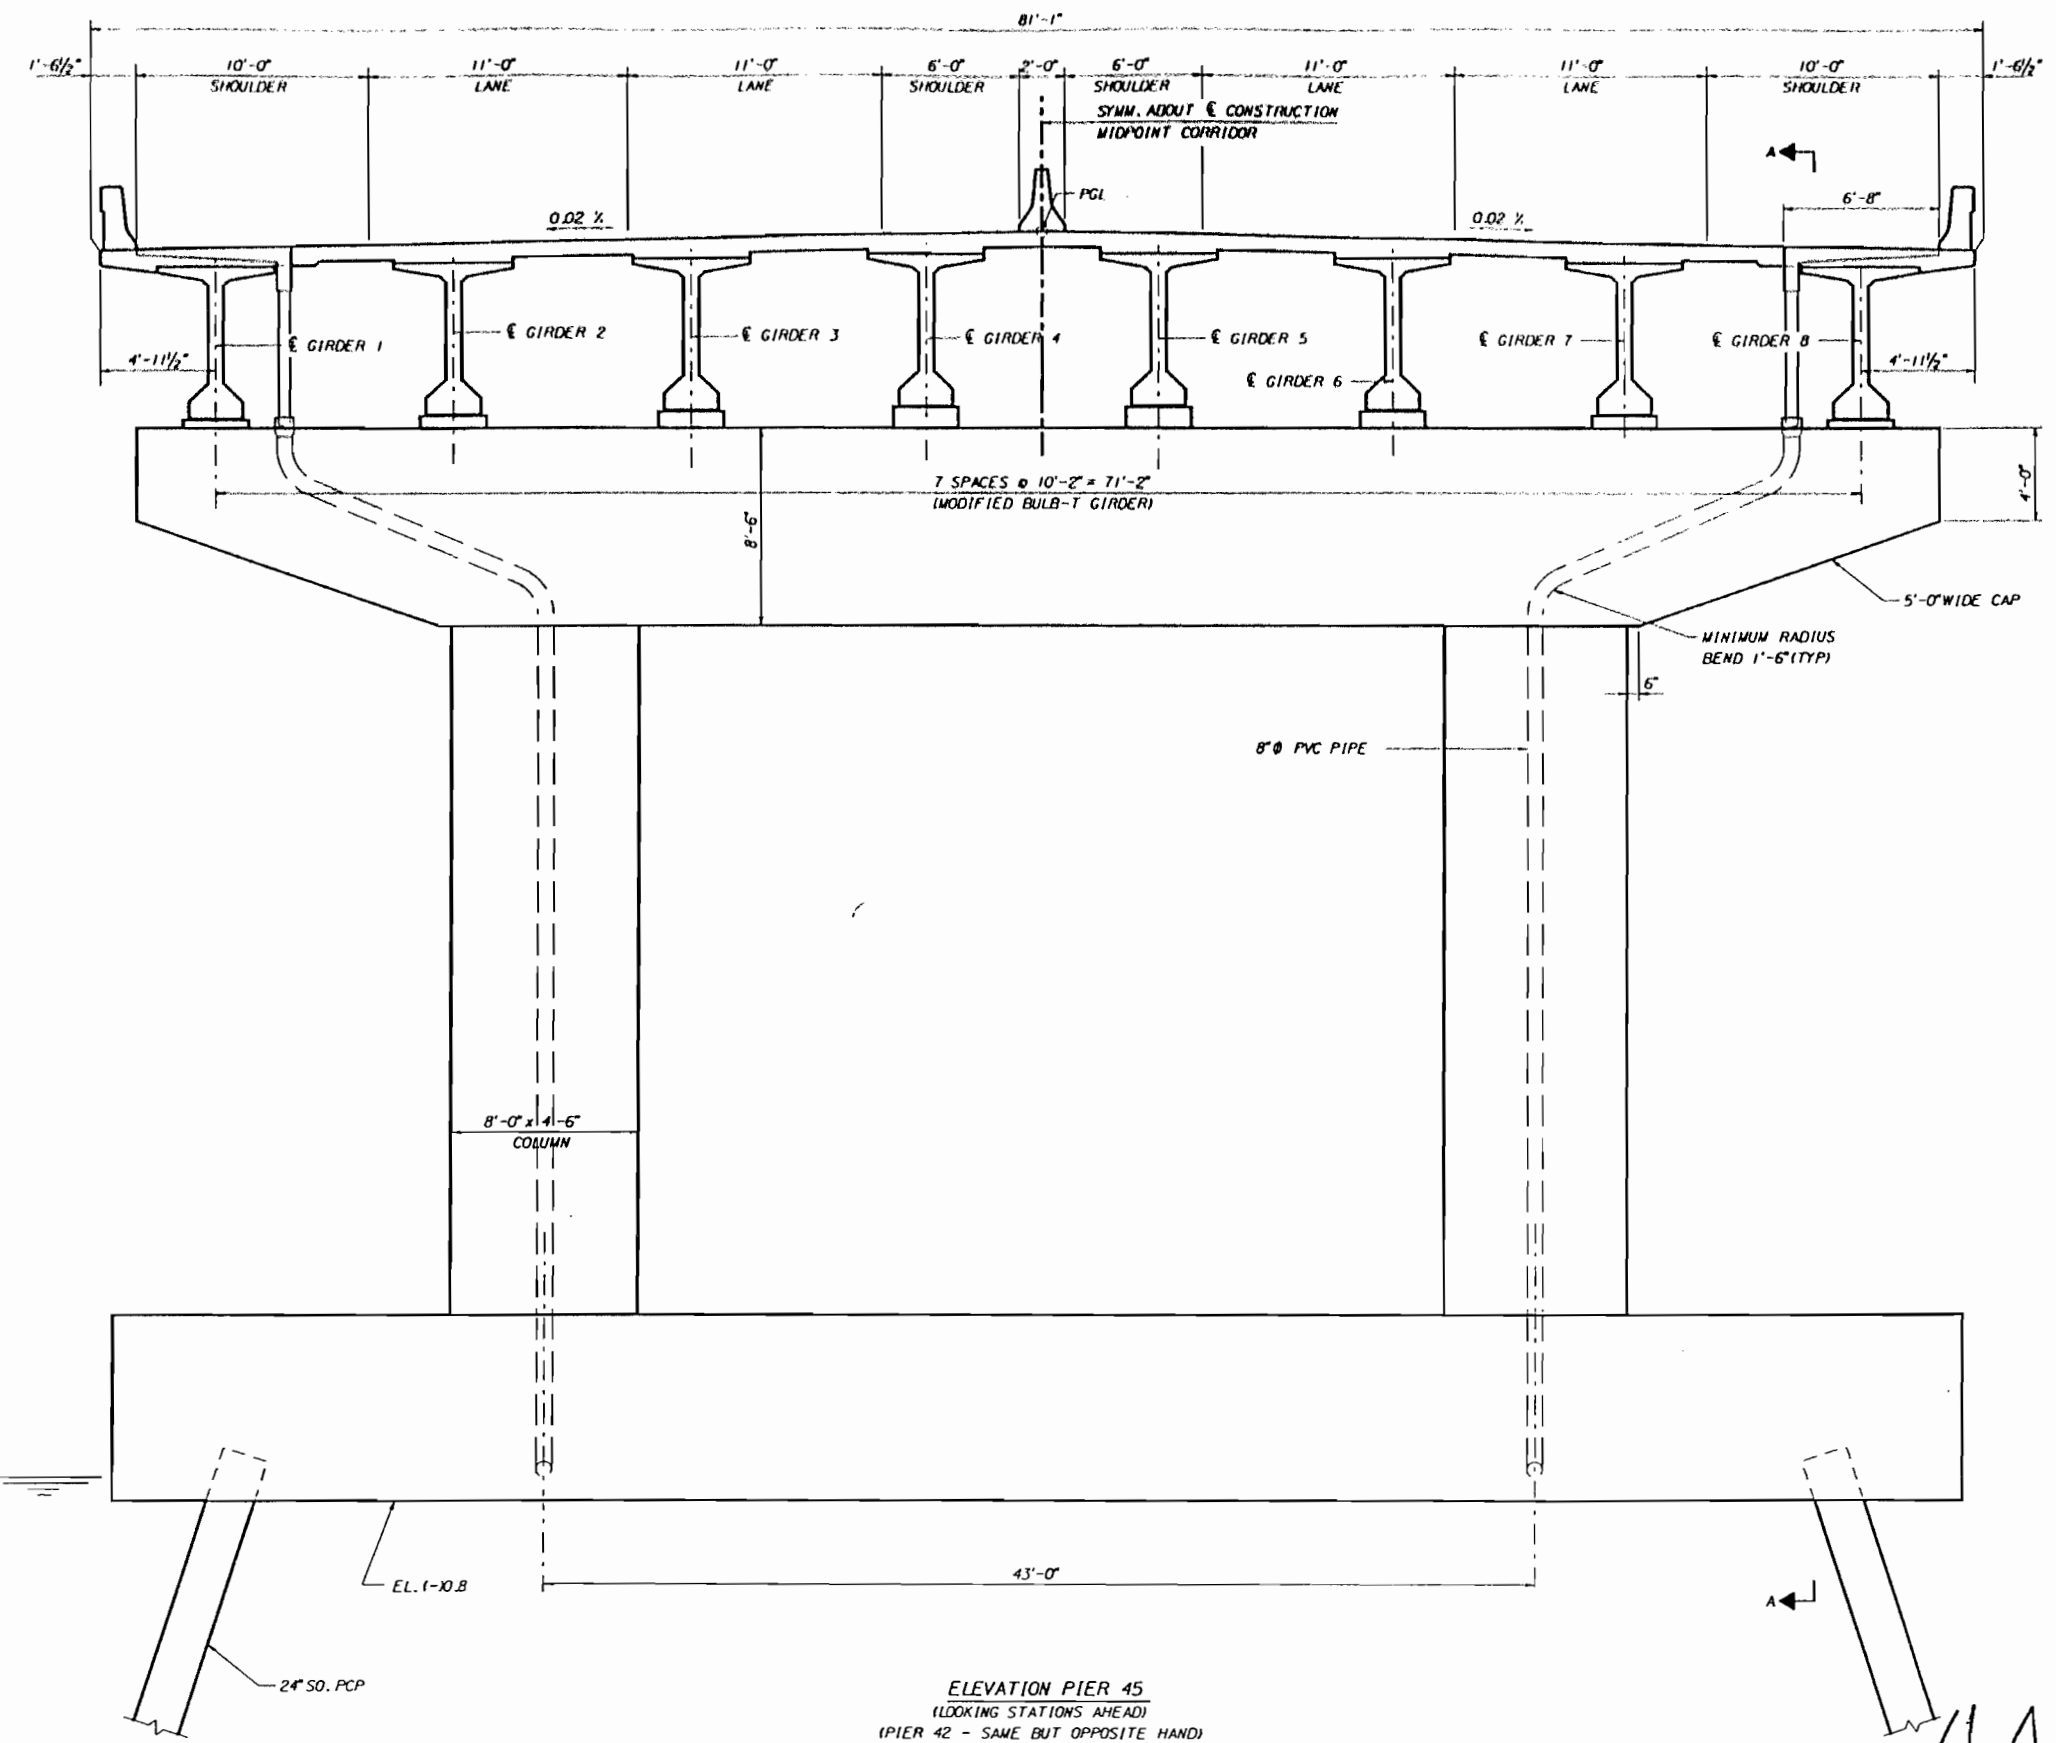 81'-1"
1'-6½" 10'-0" 11'-0" 11'-0" 6'-0" 2'-0" 6'-0" 11'-0" 11'-0" 10'-0" 1'-6½"
SHOULDER LANE LANE SHOULDER SHOULDER LANE LANE SHOULDER
SYMM. ABOUT ℄ CONSTRUCTION
MIDPOINT CORRIDOR
A
PGL
6'-8"
0.02 % 0.02 %
℄ GIRDER 1
℄ GIRDER 2
℄ GIRDER 3
℄ GIRDER 4
℄ GIRDER 5
℄ GIRDER 6
℄ GIRDER 7
℄ GIRDER 8
4'-11½" 4'-11½"
7 SPACES @ 10'-2" = 71'-2"
(MODIFIED BULB-T GIRDER)
8'-6"
4'-0"
5'-0" WIDE CAP
MINIMUM RADIUS
BEND 1'-6" (TYP)
6"
8"Ø PVC PIPE
8'-0" x 4'-6"
COLUMN
43'-0"
EL. (-)0.8
A
24" SQ. PCP
ELEVATION PIER 45
(LOOKING STATIONS AHEAD)
(PIER 42 - SAME BUT OPPOSITE HAND)